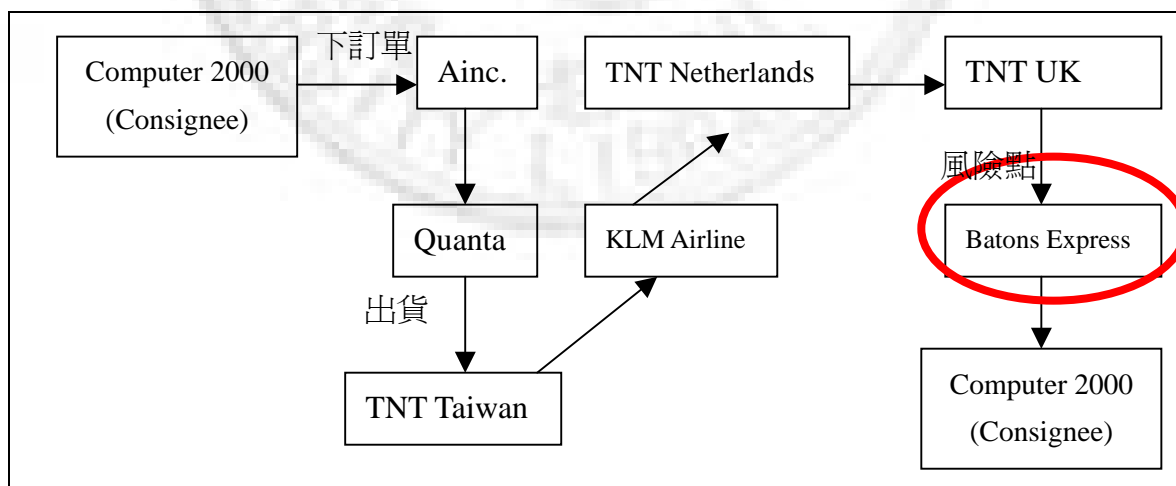 下訂單
Computer 2000
(Consignee)
Ainc.
TNT Netherlands
TNT UK
風險點
Quanta
KLM Airline
Batons Express
出貨
TNT Taiwan
Computer 2000
(Consignee)